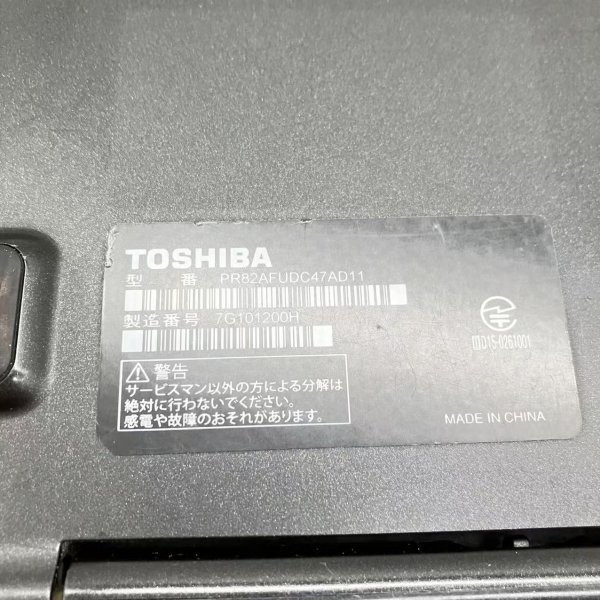 TOSHIBA
型 番 PR82AFUDC47AD11
製造番号 7G101200H
D15-0261001
警告
サービスマン以外の方による分解は
絶対に行わないでください。
感電や故障のおそれがあります。
MADE IN CHINA